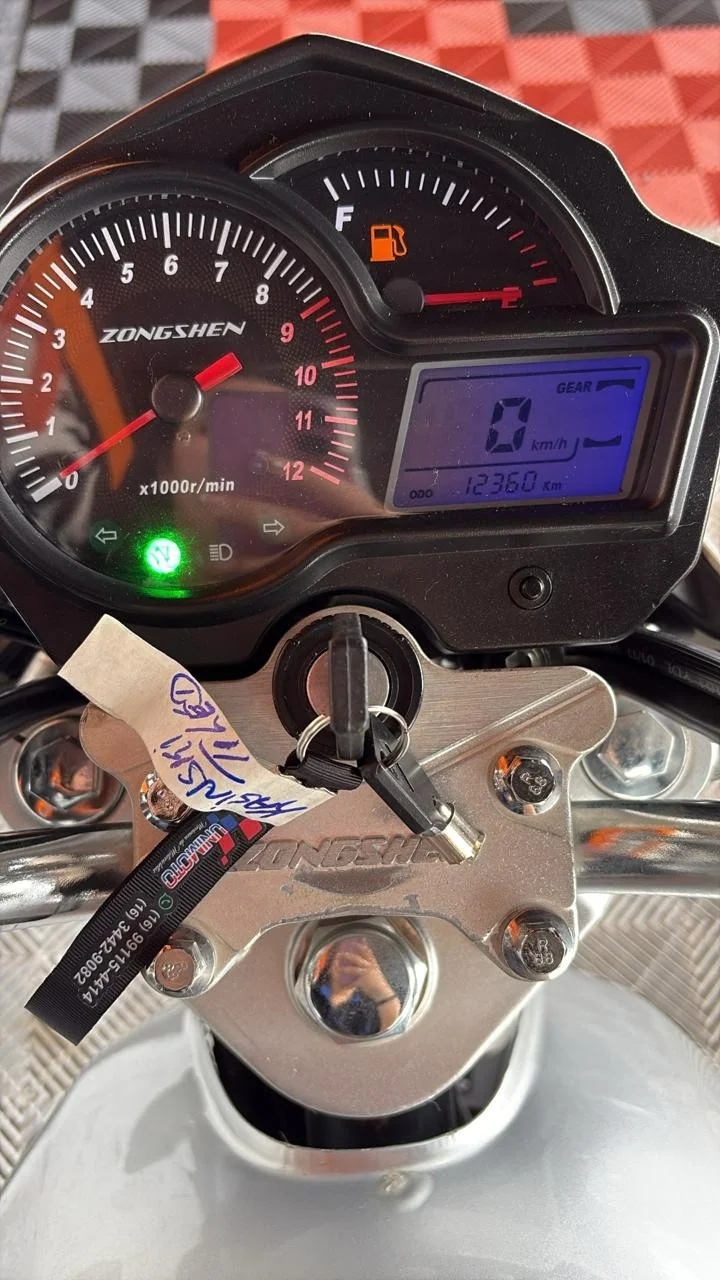 F
E
4 5 6 7 8
3 9
2 10
1 11
0 12
ZONGSHEN
x1000r/min
GEAR
0 km/h
ODO 12360 Km
N
KASINSKI
UNIMOTO
(16) 99115-4414
(16) 3442-9082
ZONGSHEN
8.8
8.8